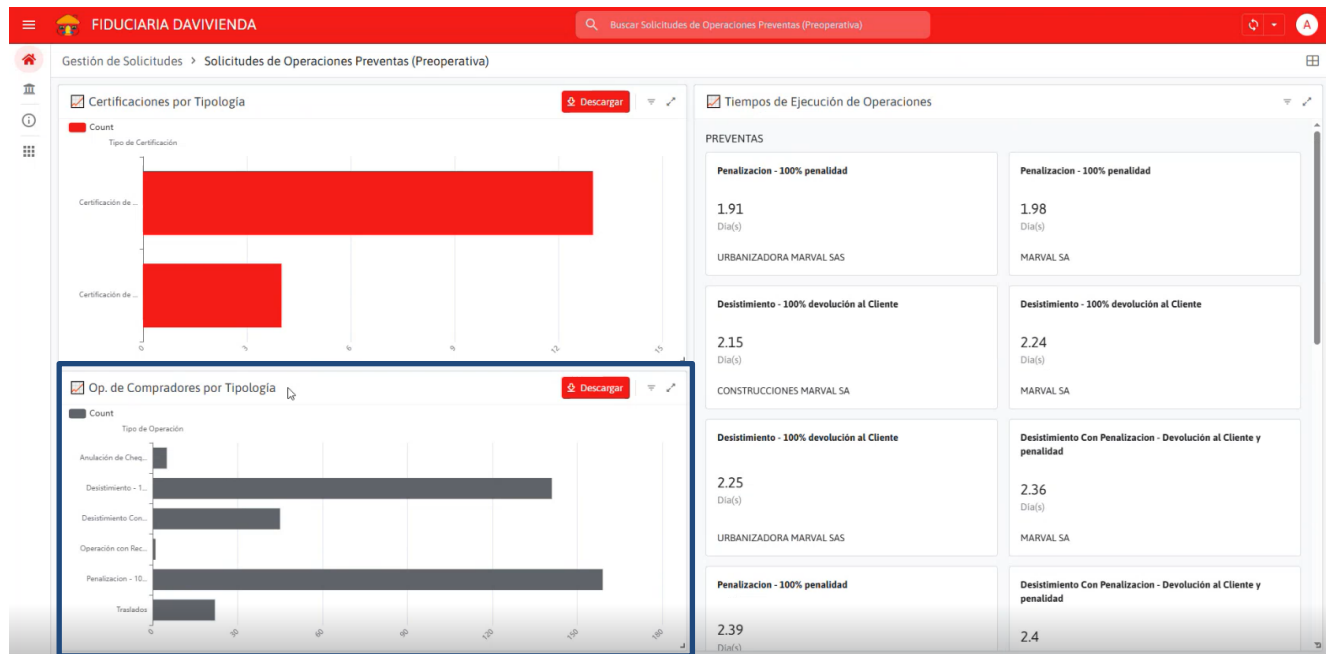 FIDUCIARIA DAVIVIENDA
Buscar Solicitudes de Operaciones Preventas (Preoperativa)
A
Gestión de Solicitudes > Solicitudes de Operaciones Preventas (Preoperativa)
Certificaciones por Tipología
Descargar
Count
Tipo de Certificación
Certificación de ...
Certificación de ...
0 3 6 9 12 15
Op. de Compradores por Tipología
Descargar
Count
Tipo de Operación
Anulación de Cheq...
Desistimiento - 1...
Desistimiento Con...
Operación con Rec...
Penalizacion - 10...
Traslados
0 30 60 90 120 150 180
Tiempos de Ejecución de Operaciones
PREVENTAS
Penalizacion - 100% penalidad
1.91
Día(s)
URBANIZADORA MARVAL SAS
Penalizacion - 100% penalidad
1.98
Día(s)
MARVAL SA
Desistimiento - 100% devolución al Cliente
2.15
Día(s)
CONSTRUCCIONES MARVAL SA
Desistimiento - 100% devolución al Cliente
2.24
Día(s)
MARVAL SA
Desistimiento - 100% devolución al Cliente
2.25
Día(s)
URBANIZADORA MARVAL SAS
Desistimiento Con Penalizacion - Devolución al Cliente y
penalidad
2.36
Día(s)
MARVAL SA
Penalizacion - 100% penalidad
2.39
Día(s)
Desistimiento Con Penalizacion - Devolución al Cliente y
penalidad
2.4